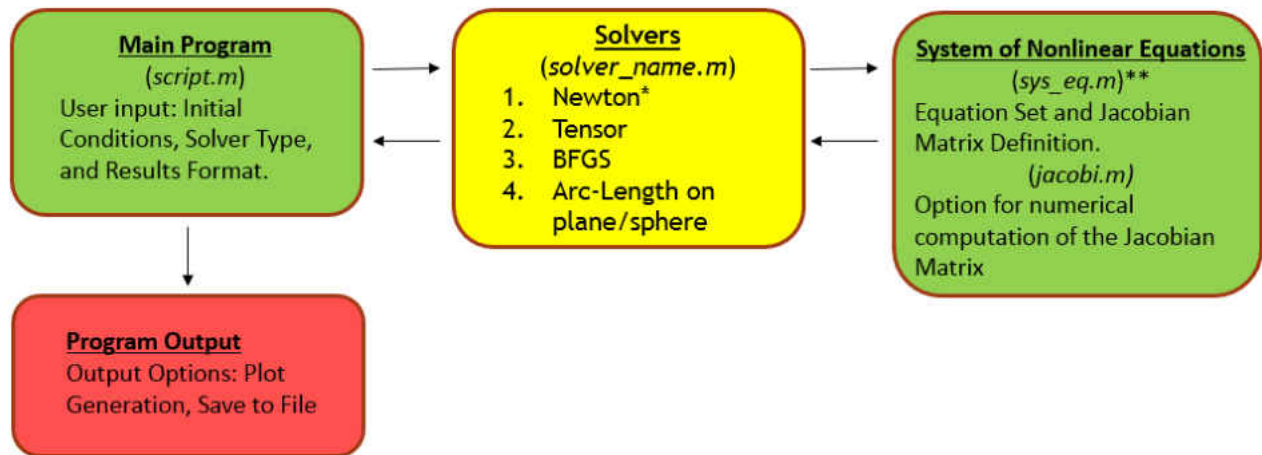 Main Program
(script.m)
User input: Initial
Conditions, Solver Type,
and Results Format.
Solvers
(solver_name.m)
1. Newton*
2. Tensor
3. BFGS
4. Arc-Length on
plane/sphere
System of Nonlinear Equations
(sys_eq.m)**
Equation Set and Jacobian
Matrix Definition.
(jacobi.m)
Option for numerical
computation of the Jacobian
Matrix
Program Output
Output Options: Plot
Generation, Save to File